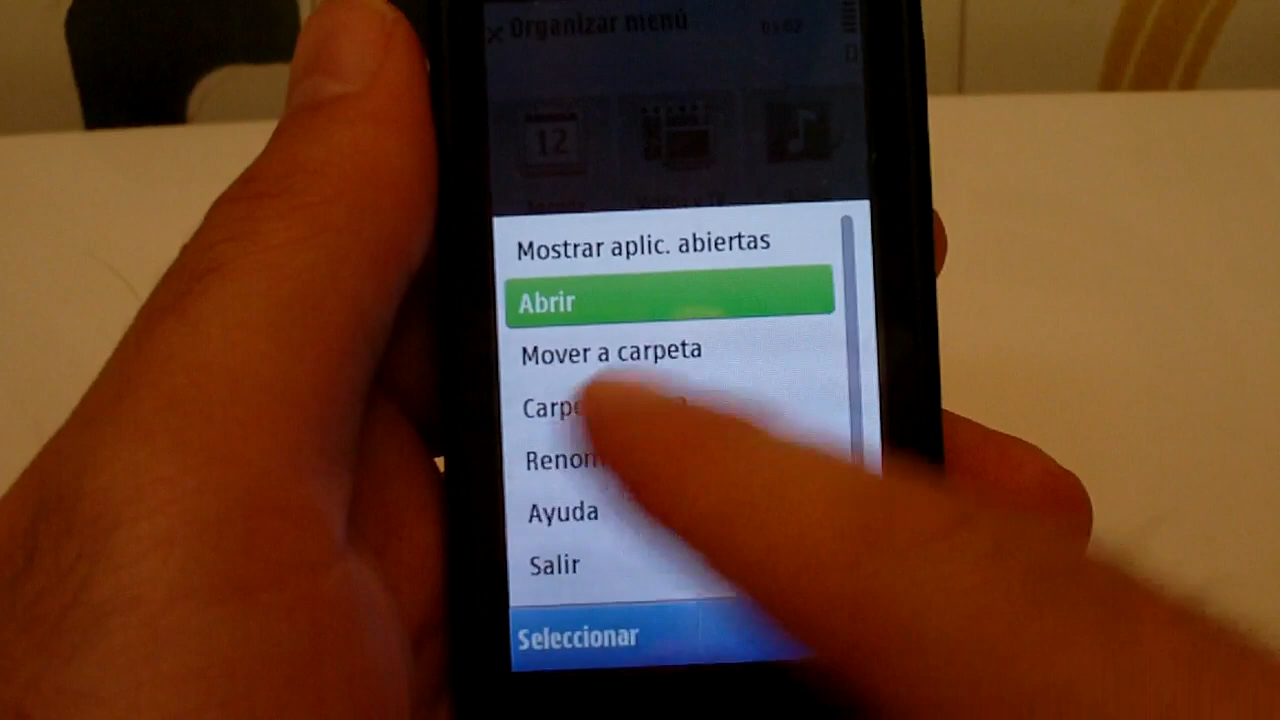 Organizar menú
12
Mostrar aplic. abiertas
Abrir
Mover a carpeta
Ayuda
Salir
Seleccionar